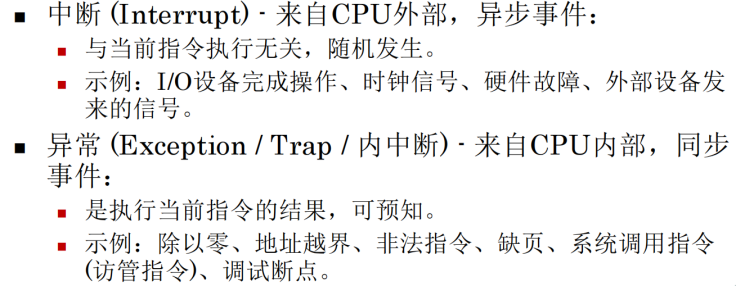 ▪ 中断 (Interrupt) - 来自CPU外部，异步事件：
▪ 与当前指令执行无关，随机发生。
▪ 示例：I/O设备完成操作、时钟信号、硬件故障、外部设备发
来的信号。
▪ 异常 (Exception / Trap / 内中断) - 来自CPU内部，同步
事件：
▪ 是执行当前指令的结果，可预知。
▪ 示例：除以零、地址越界、非法指令、缺页、系统调用指令
(访管指令)、调试断点。